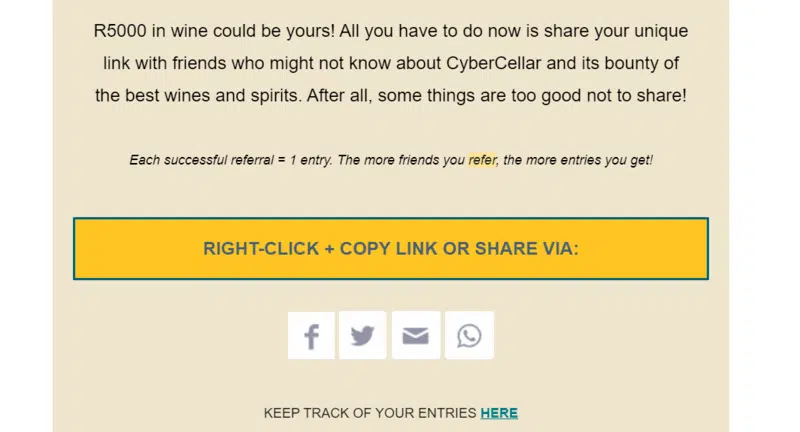 R5000 in wine could be yours! All you have to do now is share your unique
link with friends who might not know about CyberCellar and its bounty of
the best wines and spirits. After all, some things are too good not to share!
Each successful referral = 1 entry. The more friends you refer, the more entries you get!
RIGHT-CLICK + COPY LINK OR SHARE VIA:
KEEP TRACK OF YOUR ENTRIES HERE